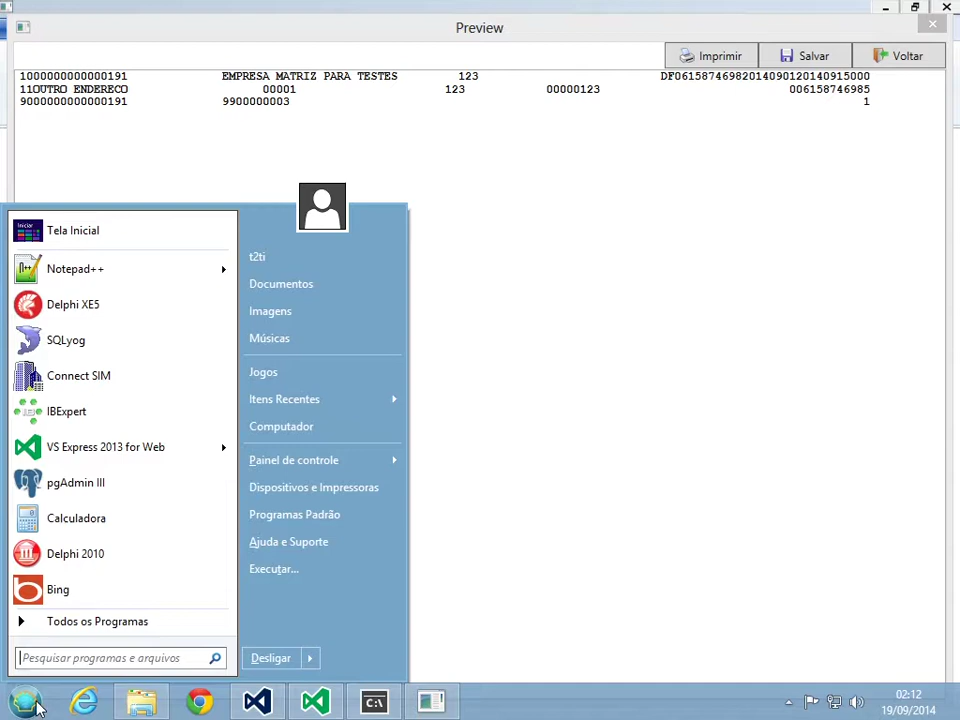 Preview
Imprimir Salvar Voltar
1000000000000191 EMPRESA MATRIZ PARA TESTES 123 DF06158746982014090120140915000
11OUTRO ENDERECO 00001 123 00000123 006158746985
9000000000000191 9900000003 1
Iniciar
Tela Inicial
Notepad++
Delphi XE5
SQLyog
Connect SIM
IBExpert
VS Express 2013 for Web
pgAdmin III
Calculadora
Delphi 2010
Bing
Todos os Programas
Pesquisar programas e arquivos
t2ti
Documentos
Imagens
Músicas
Jogos
Itens Recentes
Computador
Painel de controle
Dispositivos e Impressoras
Programas Padrão
Ajuda e Suporte
Executar...
Desligar
C:\
02:12
19/09/2014